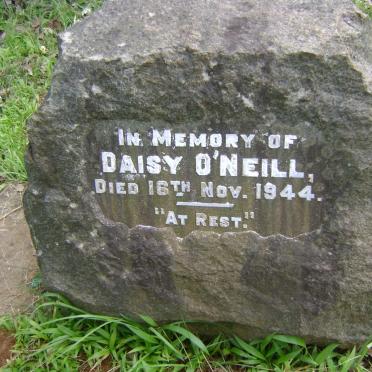 IN MEMORY OF
DAISY O'NEILL,
DIED 16TH NOV. 1944.
"AT REST."